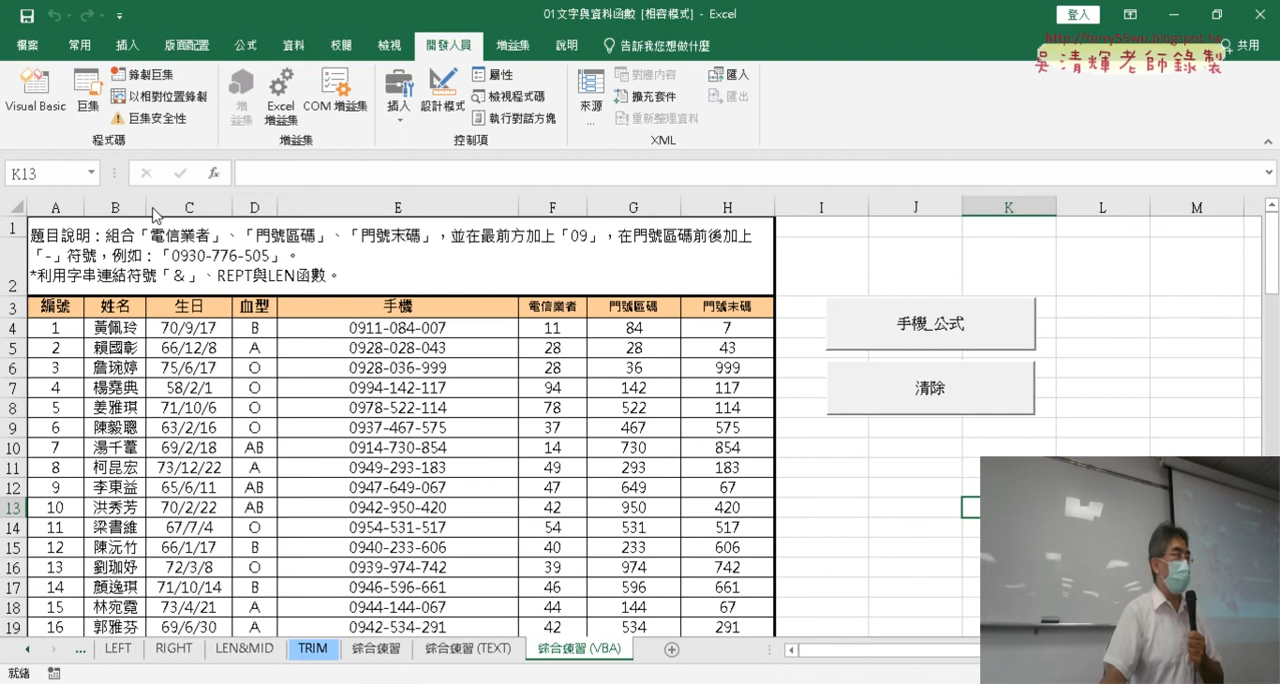 01文字與資料函數 [相容模式] - Excel
登入
檔案 常用 插入 版面配置 公式 資料 校閱 檢視 開發人員 增益集 說明 告訴我您想做什麼 共用
http://terry55wu.blogspot.tw
吳清輝老師錄製
Visual Basic 巨集 錄製巨集 以相對位置錄製 巨集安全性
增益集 Excel 增益集 COM 增益集
插入 設計模式 屬性 檢視程式碼 執行對話方塊
來源 對應內容 擴充套件 重新整理資料 匯入 匯出
程式碼 增益集 控制項 XML
K13 fx
A B C D E F G H I J K L M
1 題目說明：組合「電信業者」、「門號區碼」、「門號末碼」，並在最前方加上「09」，在門號區碼前後加上
「-」符號，例如：「0930-776-505」。
2 *利用字串連結符號「&」、REPT與LEN函數。
3 編號 姓名 生日 血型 手機 電信業者 門號區碼 門號末碼
4 1 黃佩玲 70/9/17 B 0911-084-007 11 84 7
手機_公式
5 2 賴國彰 66/12/8 A 0928-028-043 28 28 43
6 3 詹琬婷 75/6/17 O 0928-036-999 28 36 999
7 4 楊堯典 58/2/1 O 0994-142-117 94 142 117
清除
8 5 姜雅琪 71/10/6 O 0978-522-114 78 522 114
9 6 陳毅聰 63/2/16 O 0937-467-575 37 467 575
10 7 湯千葦 69/2/18 AB 0914-730-854 14 730 854
11 8 柯昆宏 73/12/22 A 0949-293-183 49 293 183
12 9 李東益 65/6/11 AB 0947-649-067 47 649 67
13 10 洪秀芳 70/2/22 AB 0942-950-420 42 950 420
14 11 梁書維 67/7/4 O 0954-531-517 54 531 517
15 12 陳沅竹 66/1/17 B 0940-233-606 40 233 606
16 13 劉珈妤 72/3/8 O 0939-974-742 39 974 742
17 14 顏逸琪 71/10/14 B 0946-596-661 46 596 661
18 15 林宛霓 73/4/21 A 0944-144-067 44 144 67
19 16 郭雅芬 69/6/30 A 0942-534-291 42 534 291
... LEFT RIGHT LEN&MID TRIM 綜合練習 綜合練習 (TEXT) 綜合練習 (VBA)
就緒